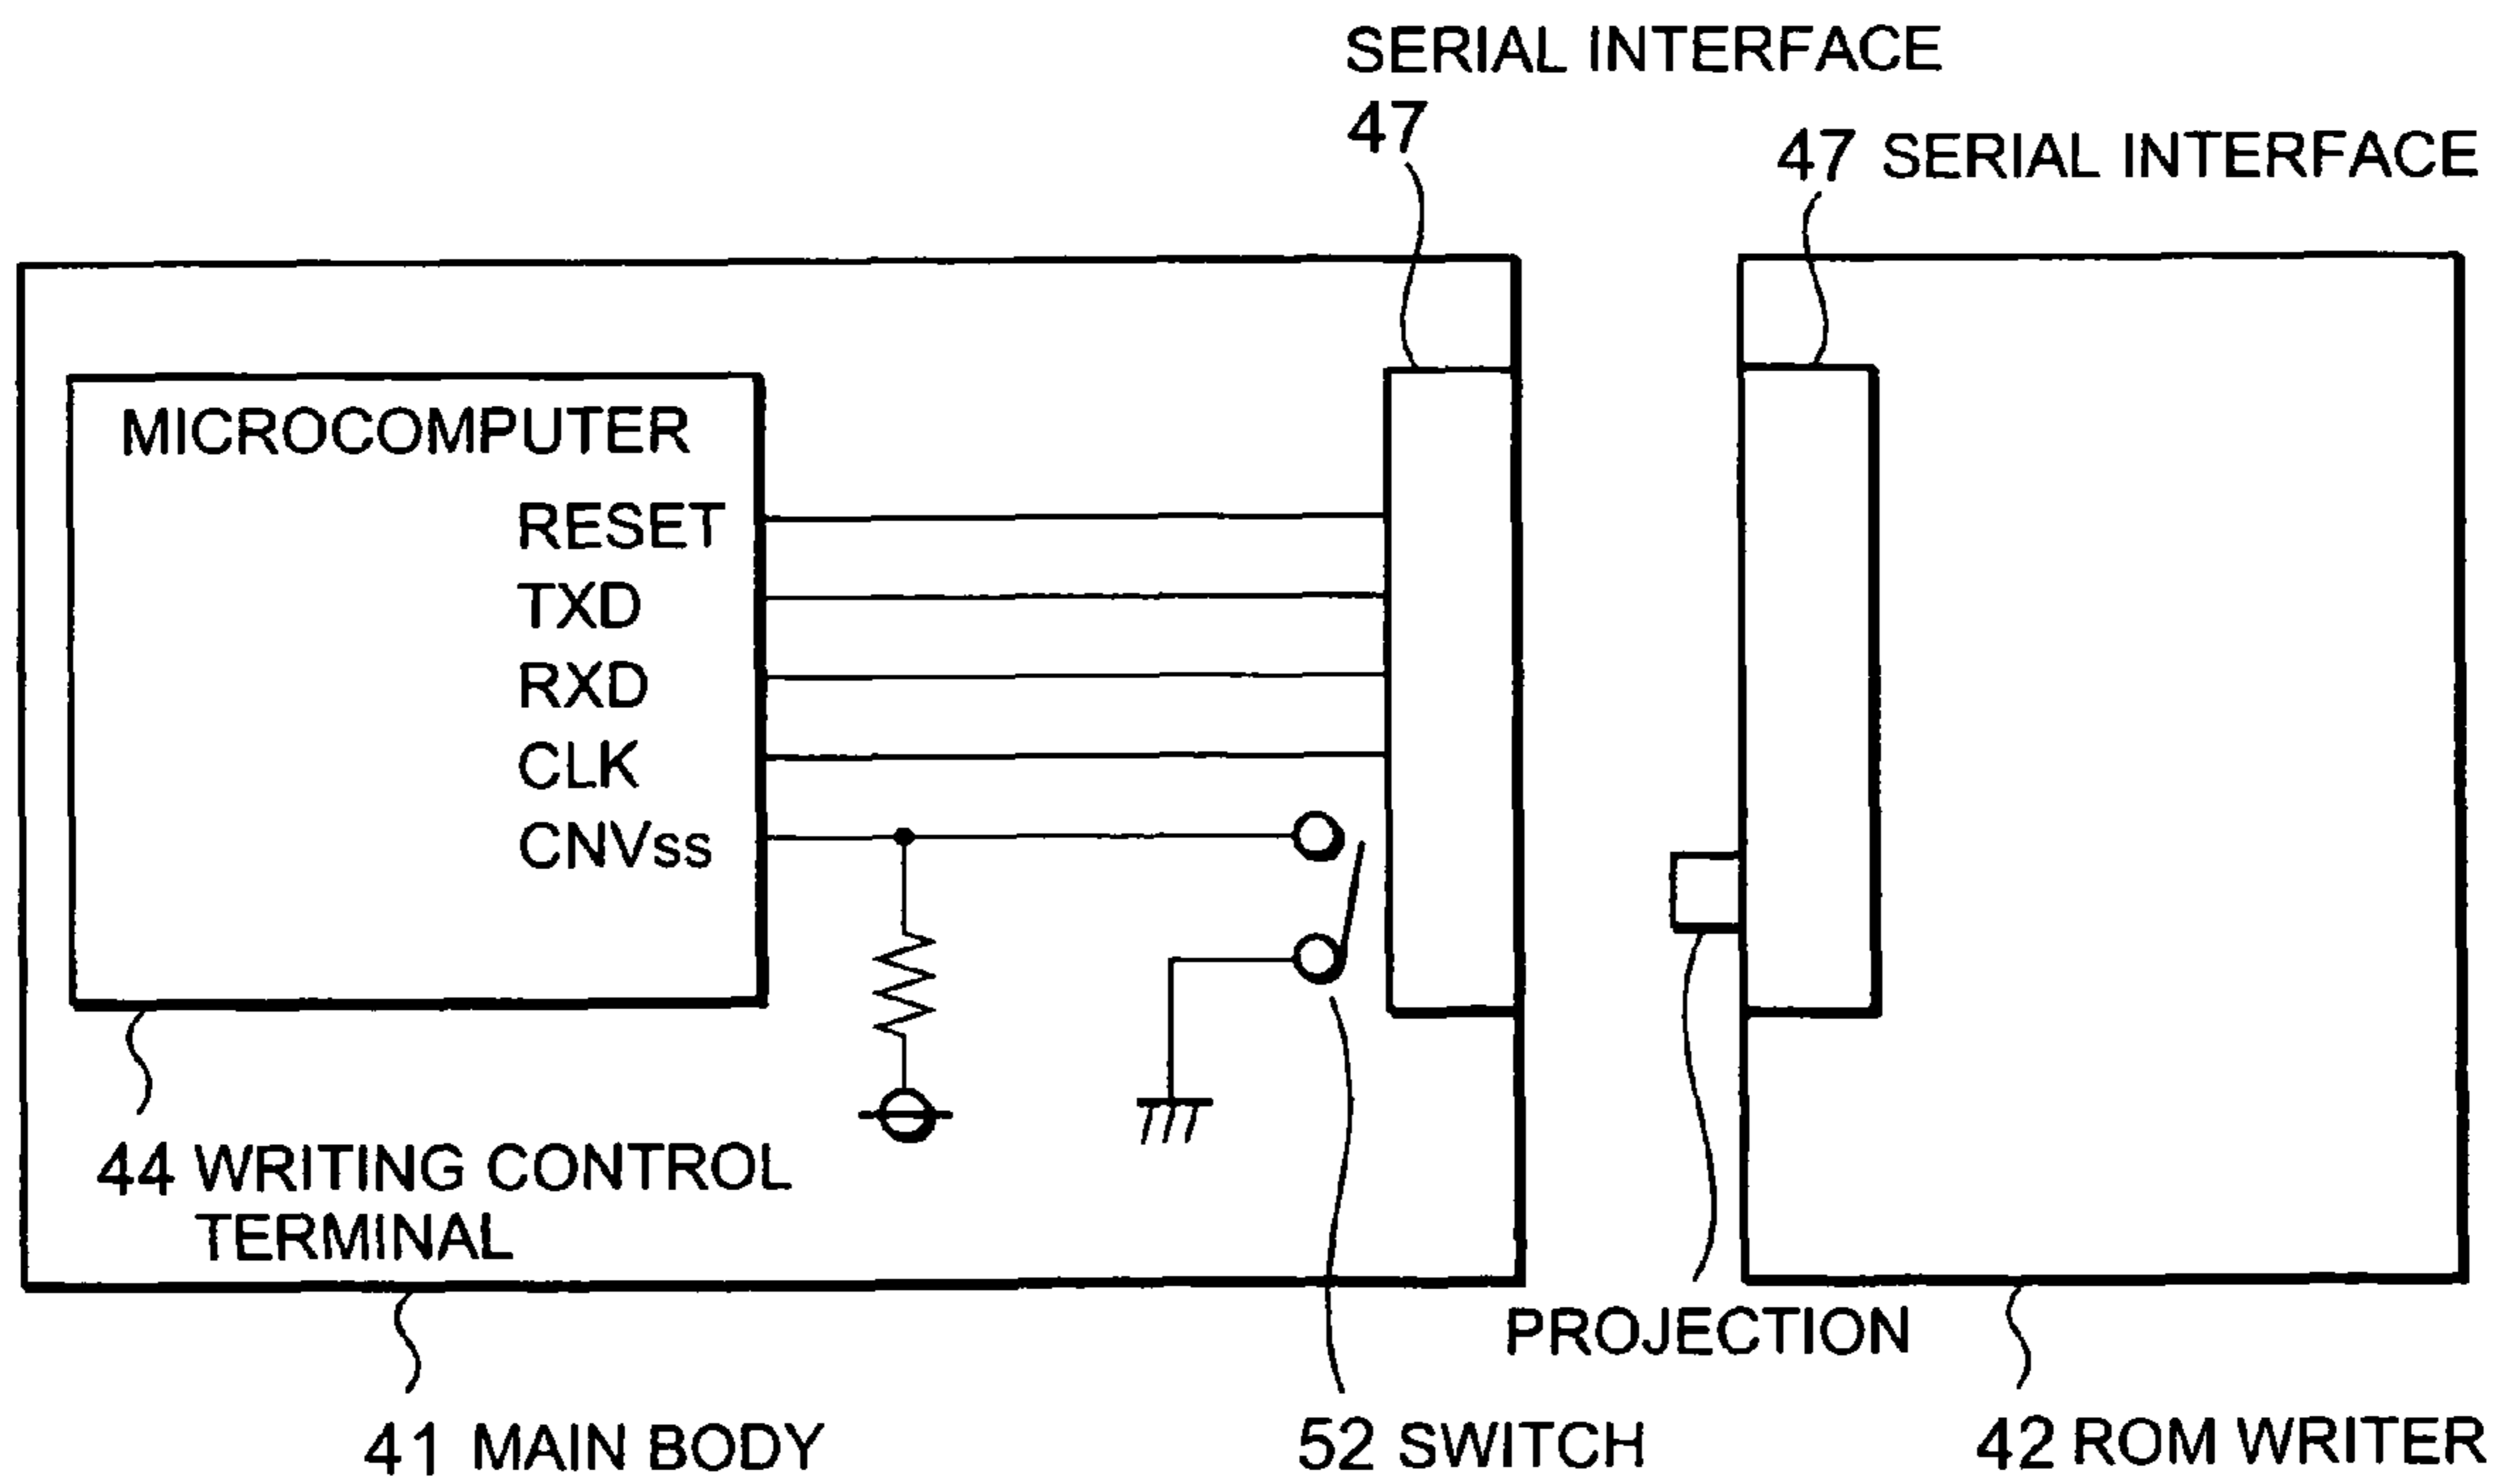 SERIAL INTERFACE
47
47 SERIAL INTERFACE
MICROCOMPUTER
RESET
TXD
RXD
CLK
CNVss
44 WRITING CONTROL
TERMINAL
PROJECTION
41 MAIN BODY
52 SWITCH
42 ROM WRITER